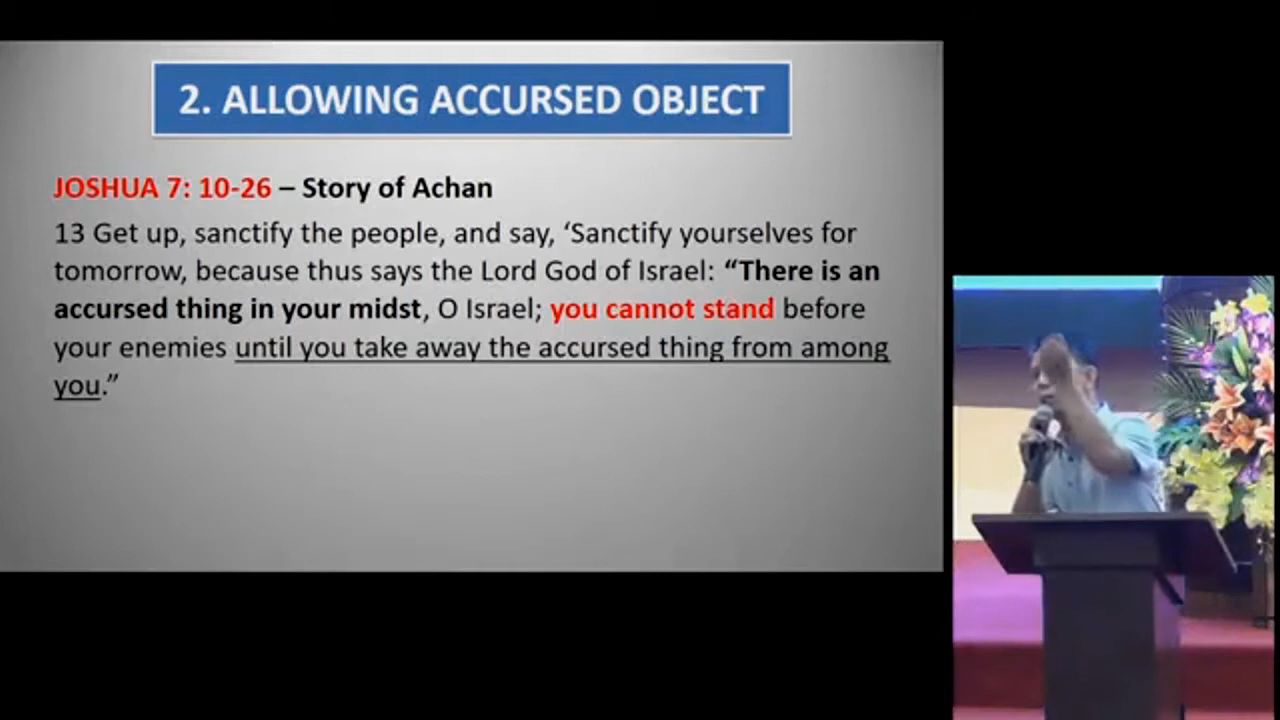 2. ALLOWING ACCURSED OBJECT
JOSHUA 7: 10-26 – Story of Achan
13 Get up, sanctify the people, and say, ‘Sanctify yourselves for
tomorrow, because thus says the Lord God of Israel: “There is an
accursed thing in your midst, O Israel; you cannot stand before
your enemies until you take away the accursed thing from among
you.”